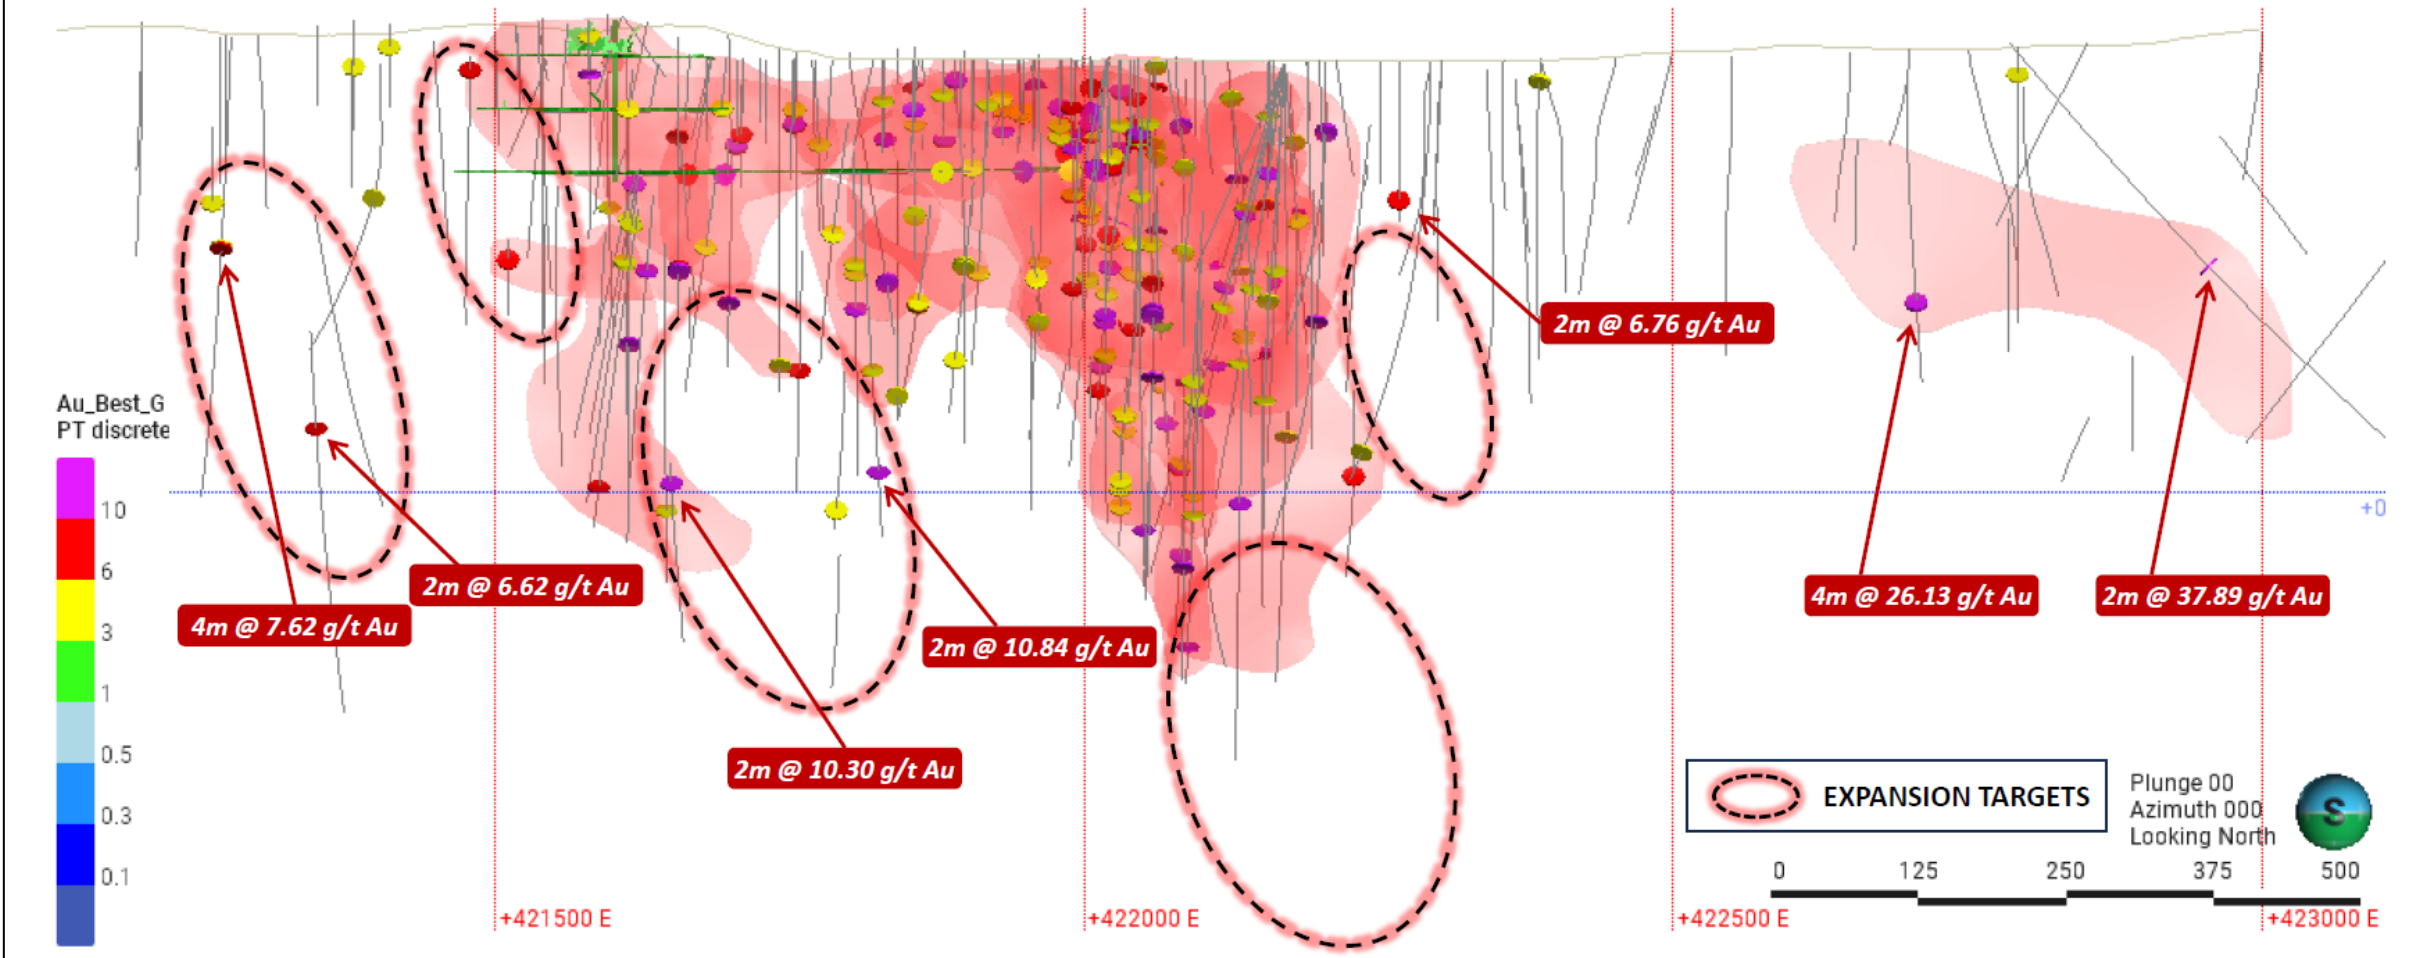 2m @ 6.76 g/t Au
Au_Best_G
PT discrete
10
6
3
1
0.5
0.3
0.1
+0
2m @ 6.62 g/t Au
4m @ 7.62 g/t Au
2m @ 10.84 g/t Au
2m @ 10.30 g/t Au
4m @ 26.13 g/t Au
2m @ 37.89 g/t Au
EXPANSION TARGETS
Plunge 00
Azimuth 000
Looking North
S
0 125 250 375 500
+421500 E +422000 E +422500 E +423000 E